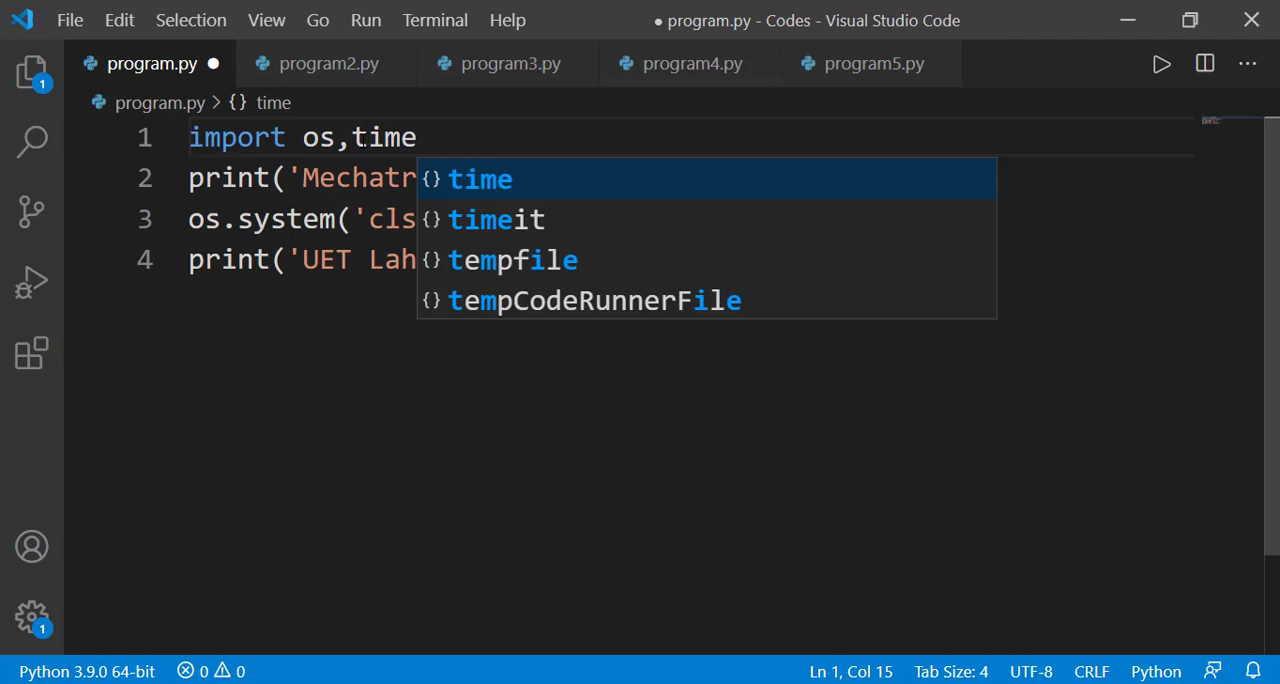 File Edit Selection View Go Run Terminal Help ● program.py - Codes - Visual Studio Code
program.py program2.py program3.py program4.py program5.py
program.py > {} time
1 import os,time
2 print('Mechatr
3 os.system('cls
4 print('UET Lah
{} time
{} timeit
{} tempfile
{} tempCodeRunnerFile
1
1
Python 3.9.0 64-bit 0 0 Ln 1, Col 15 Tab Size: 4 UTF-8 CRLF Python